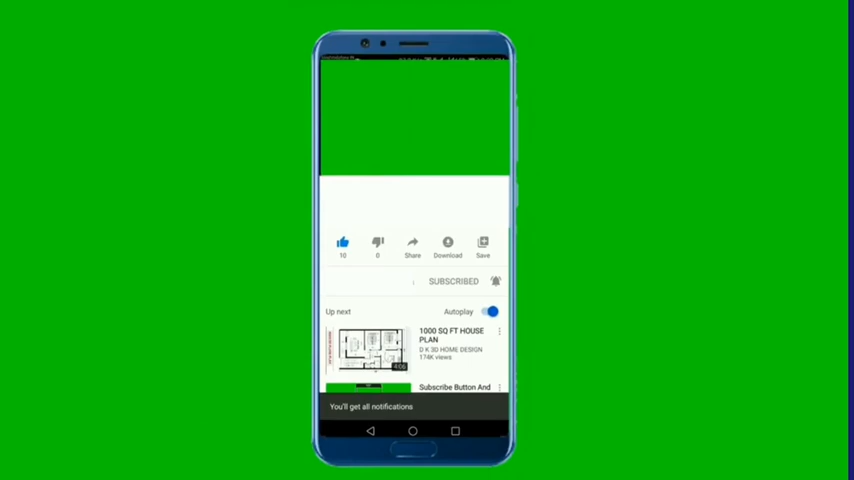 10
0
Share
Download
Save
SUBSCRIBED
Up next
Autoplay
1000 SQ FT HOUSE
PLAN
D K 3D HOME DESIGN
174K views
4:06
Subscribe Button And
You'll get all notifications